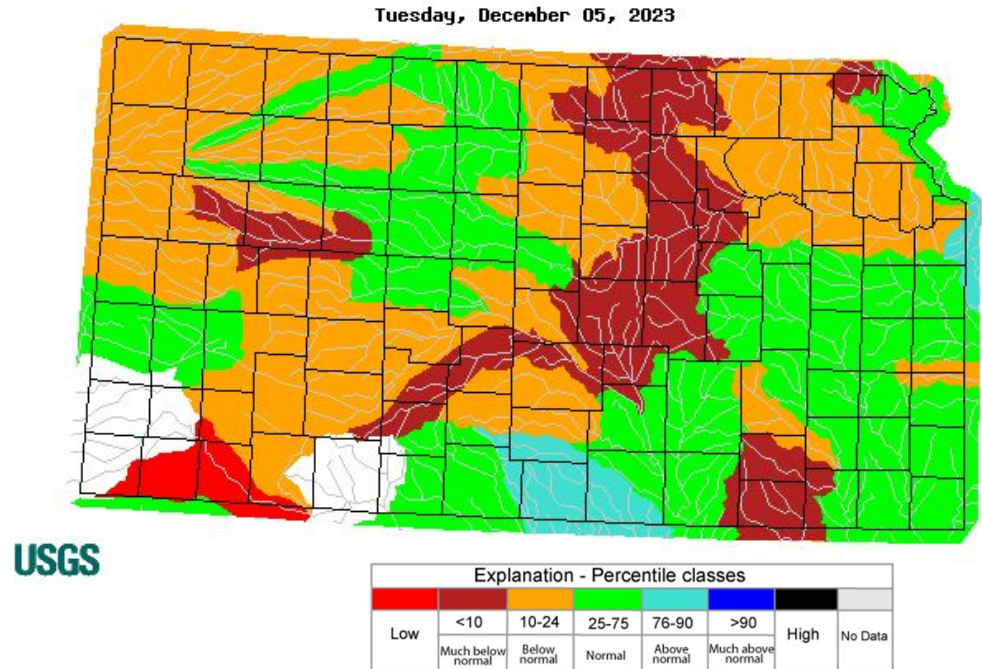 Tuesday, December 05, 2023
USGS
Explanation - Percentile classes
Low
<10
10-24
25-75
76-90
>90
High
No Data
Much below normal
Below normal
Normal
Above normal
Much above normal